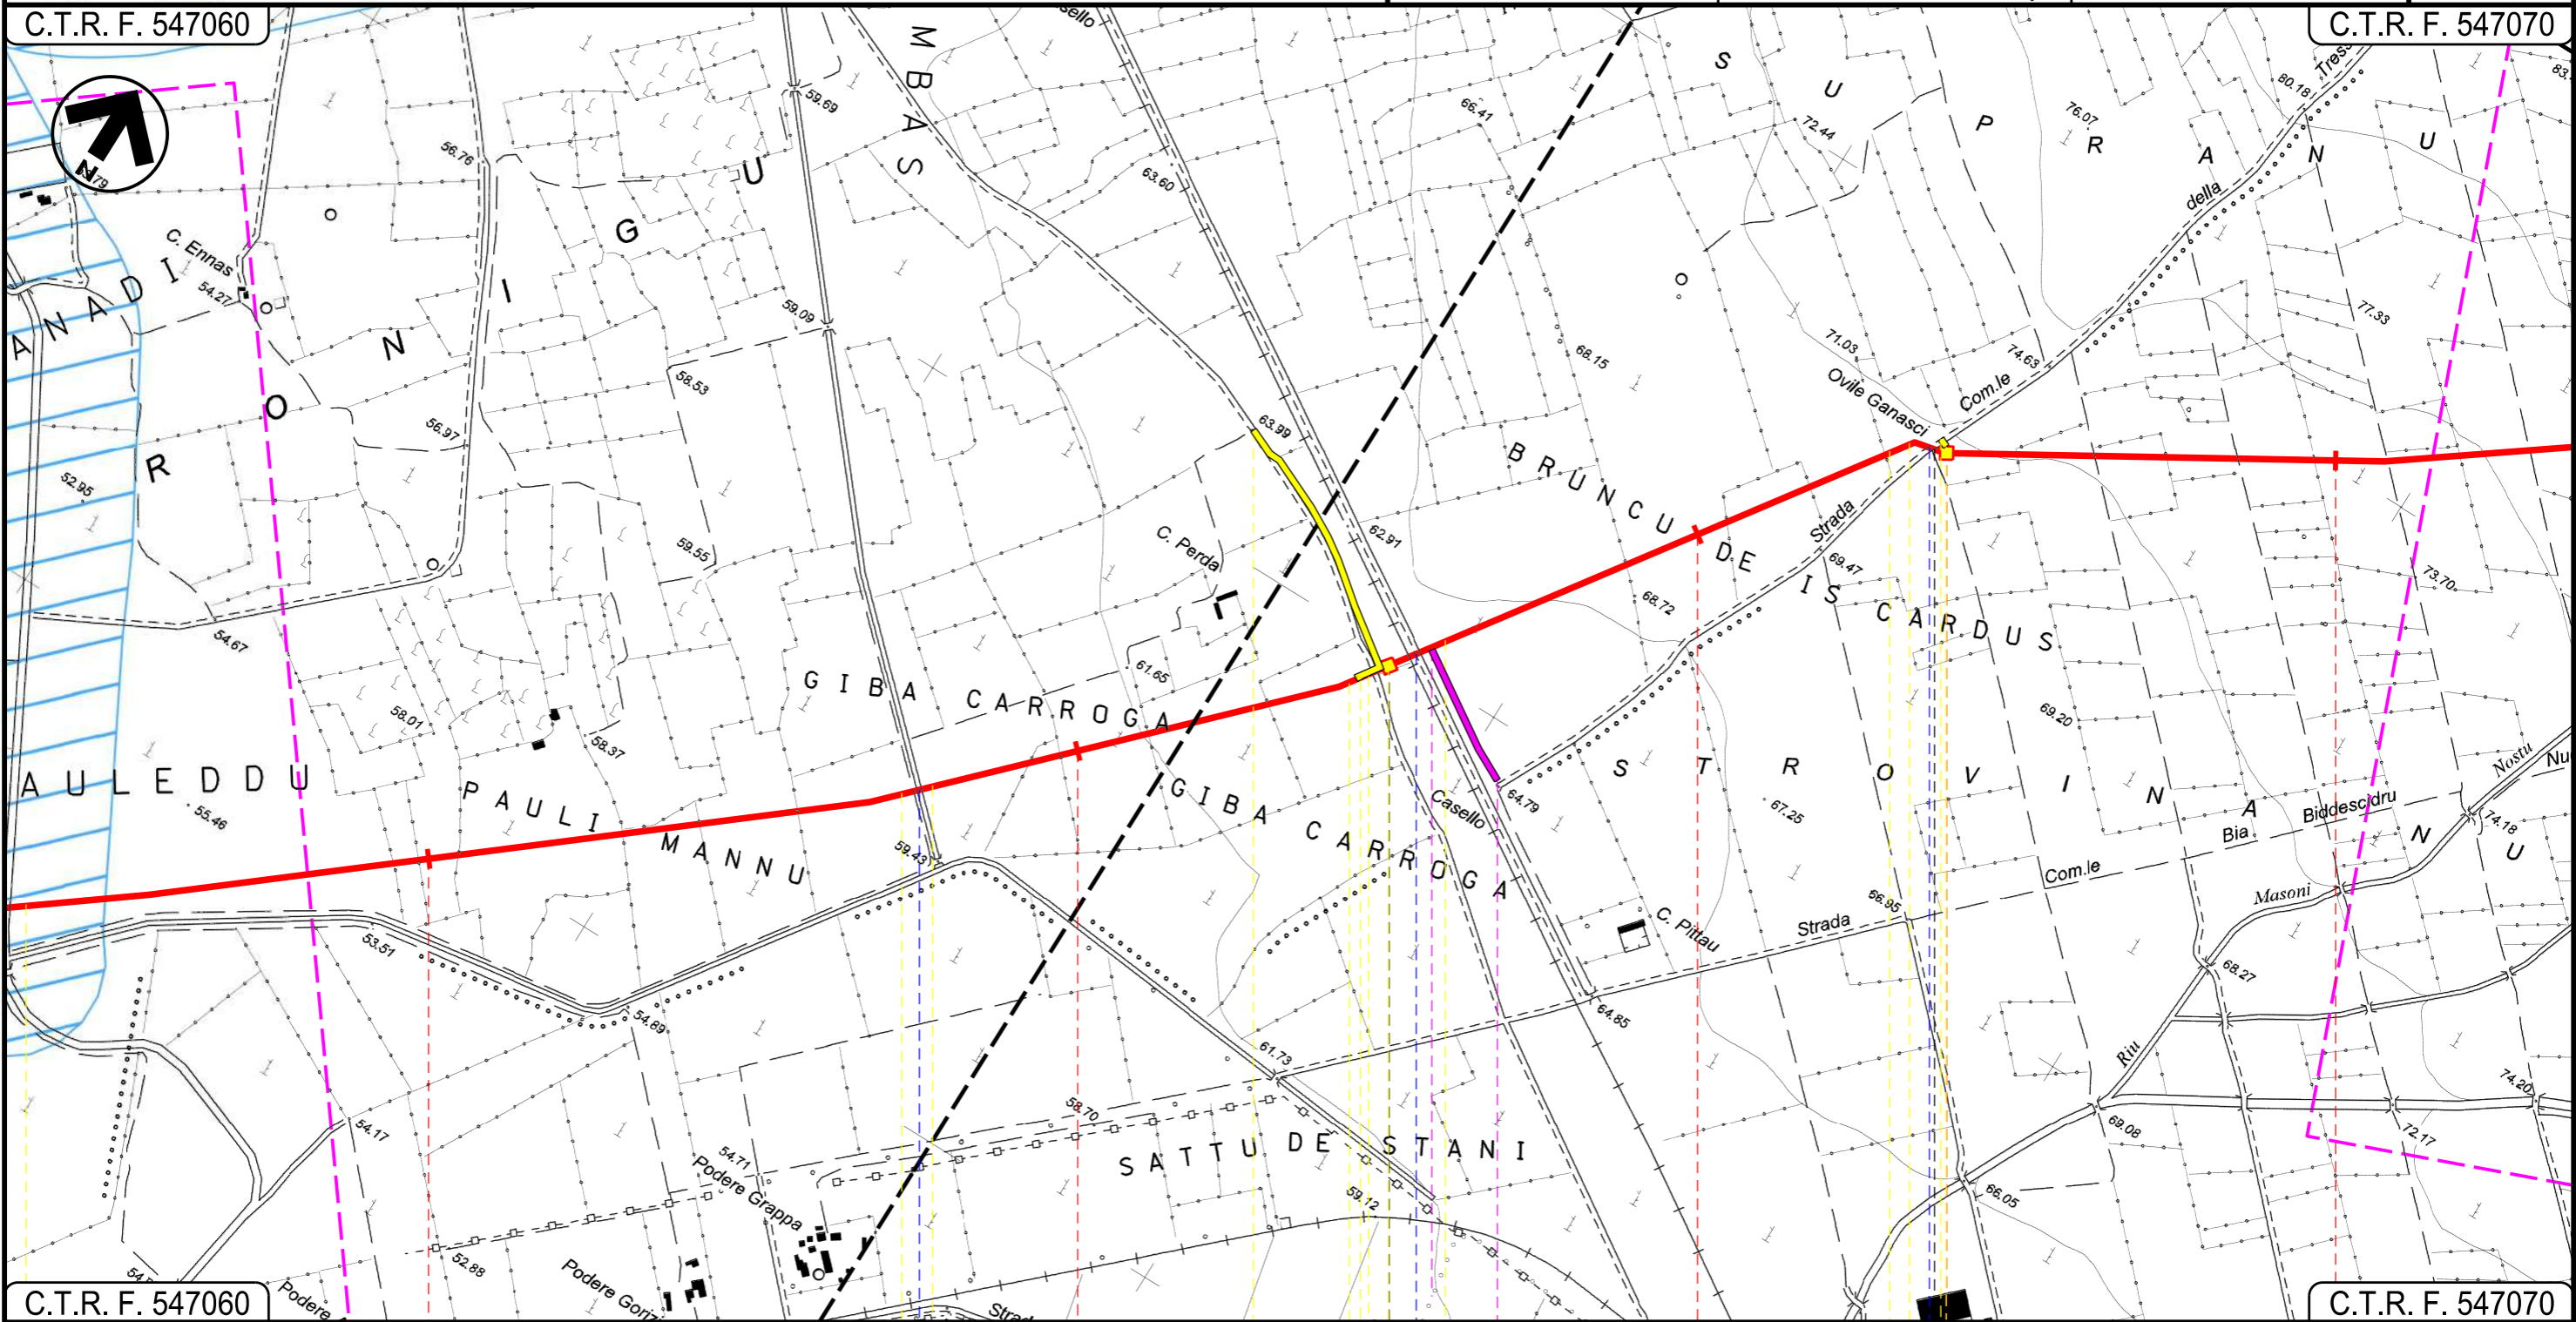 C.T.R. F. 547060
C.T.R. F. 547070
N
MBAS
59.69
66.41
72.44
76.07
80.18
della
S U P R A N U
56.76
63.60
C. Ennas
54.27
ANADI
RONIGU
59.09
58.53
68.15
71.03
74.63
77.33
Ovile Ganasci
Com.le
Strada
56.97
63.99
52.95
62.91
BRUNCU DE IS CARDUS
59.55
C. Perda
69.47
73.70
68.72
54.67
61.65
58.01
58.37
GIBA CARROGA
69.20
S T R O V I N A
AULEDDU
55.46
PAULI MANNU
GIBA CARROGA
Casello
64.79
67.25
Nostu
Biddescidru
Bia
Com.le
74.18
N U
59.43
66.95
Masoni
53.51
C. Pittau
Strada
68.27
54.89
64.85
61.73
Riu
74.20
58.70
54.17
69.08
72.17
54.71
SATTU DE STANI
Podere Grappa
59.12
66.05
52.88
C.T.R. F. 547060
Podere
C.T.R. F. 547070